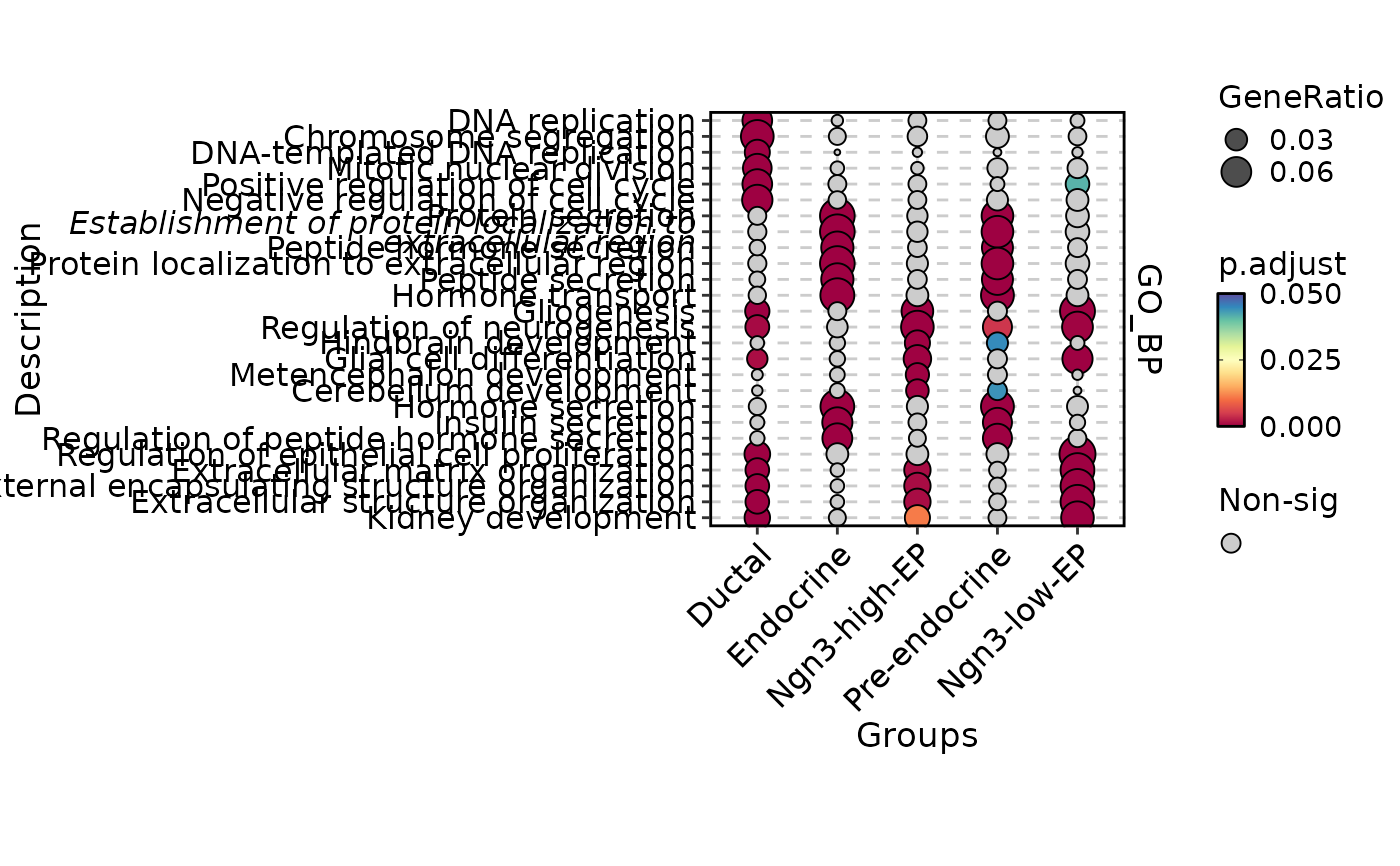 DNA replication
Chromosome segregation
DNA-templated DNA replication
Mitotic nuclear division
Positive regulation of cell cycle
Negative regulation of cell cycle
Protein secretion
Establishment of protein localization to
extracellular region
Peptide hormone secretion
Protein localization to extracellular region
Peptide secretion
Hormone transport
Gliogenesis
Regulation of neurogenesis
Hindbrain development
Glial cell differentiation
Metencephalon development
Cerebellum development
Hormone secretion
Insulin secretion
Regulation of peptide hormone secretion
Regulation of epithelial cell proliferation
Extracellular matrix organization
encapsulating structure organization
Extracellular structure organization
Kidney development
Description
GO_BP
Ductal
Endocrine
Ngn3-high-EP
Pre-endocrine
Ngn3-low-EP
Groups
GeneRatio
0.03
0.06
p.adjust
0.050
0.025
0.000
Non-sig